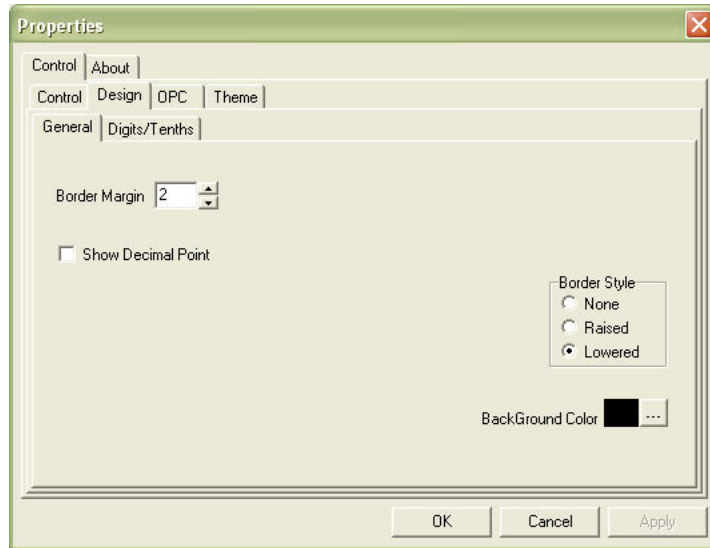 Properties
Control About
Control Design OPC Theme
General Digits/Tenths
Border Margin 2
Show Decimal Point
Border Style
None
Raised
Lowered
BackGround Color ...
OK Cancel Apply